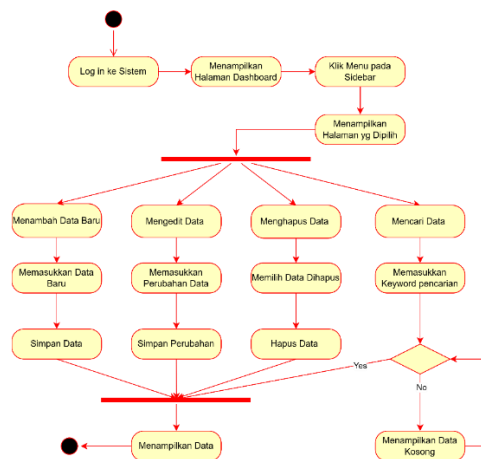 Log in ke Sistem
Menampilkan
Halaman Dashboard
Klik Menu pada
Sidebar
Menampilkan
Halaman yg Dipilih
Menambah Data Baru
Mengedit Data
Menghapus Data
Mencari Data
Memasukkan Data
Baru
Memasukkan
Perubahan Data
Memilih Data Dihapus
Memasukkan
Keyword pencarian
Simpan Data
Simpan Perubahan
Hapus Data
Yes
No
Menampilkan Data
Menampilkan Data
Kosong